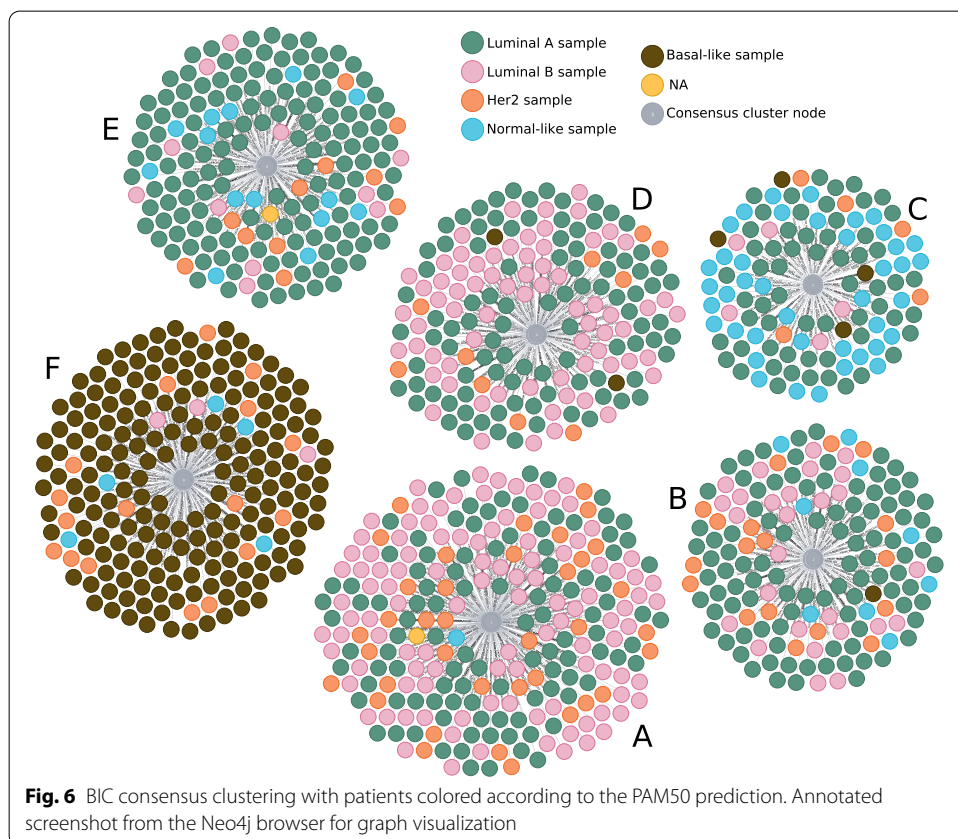 Luminal A sample
Luminal B sample
Her2 sample
Normal-like sample
Basal-like sample
NA
Consensus cluster node
E
D
C
F
B
A
Fig. 6 BIC consensus clustering with patients colored according to the PAM50 prediction. Annotated
screenshot from the Neo4j browser for graph visualization